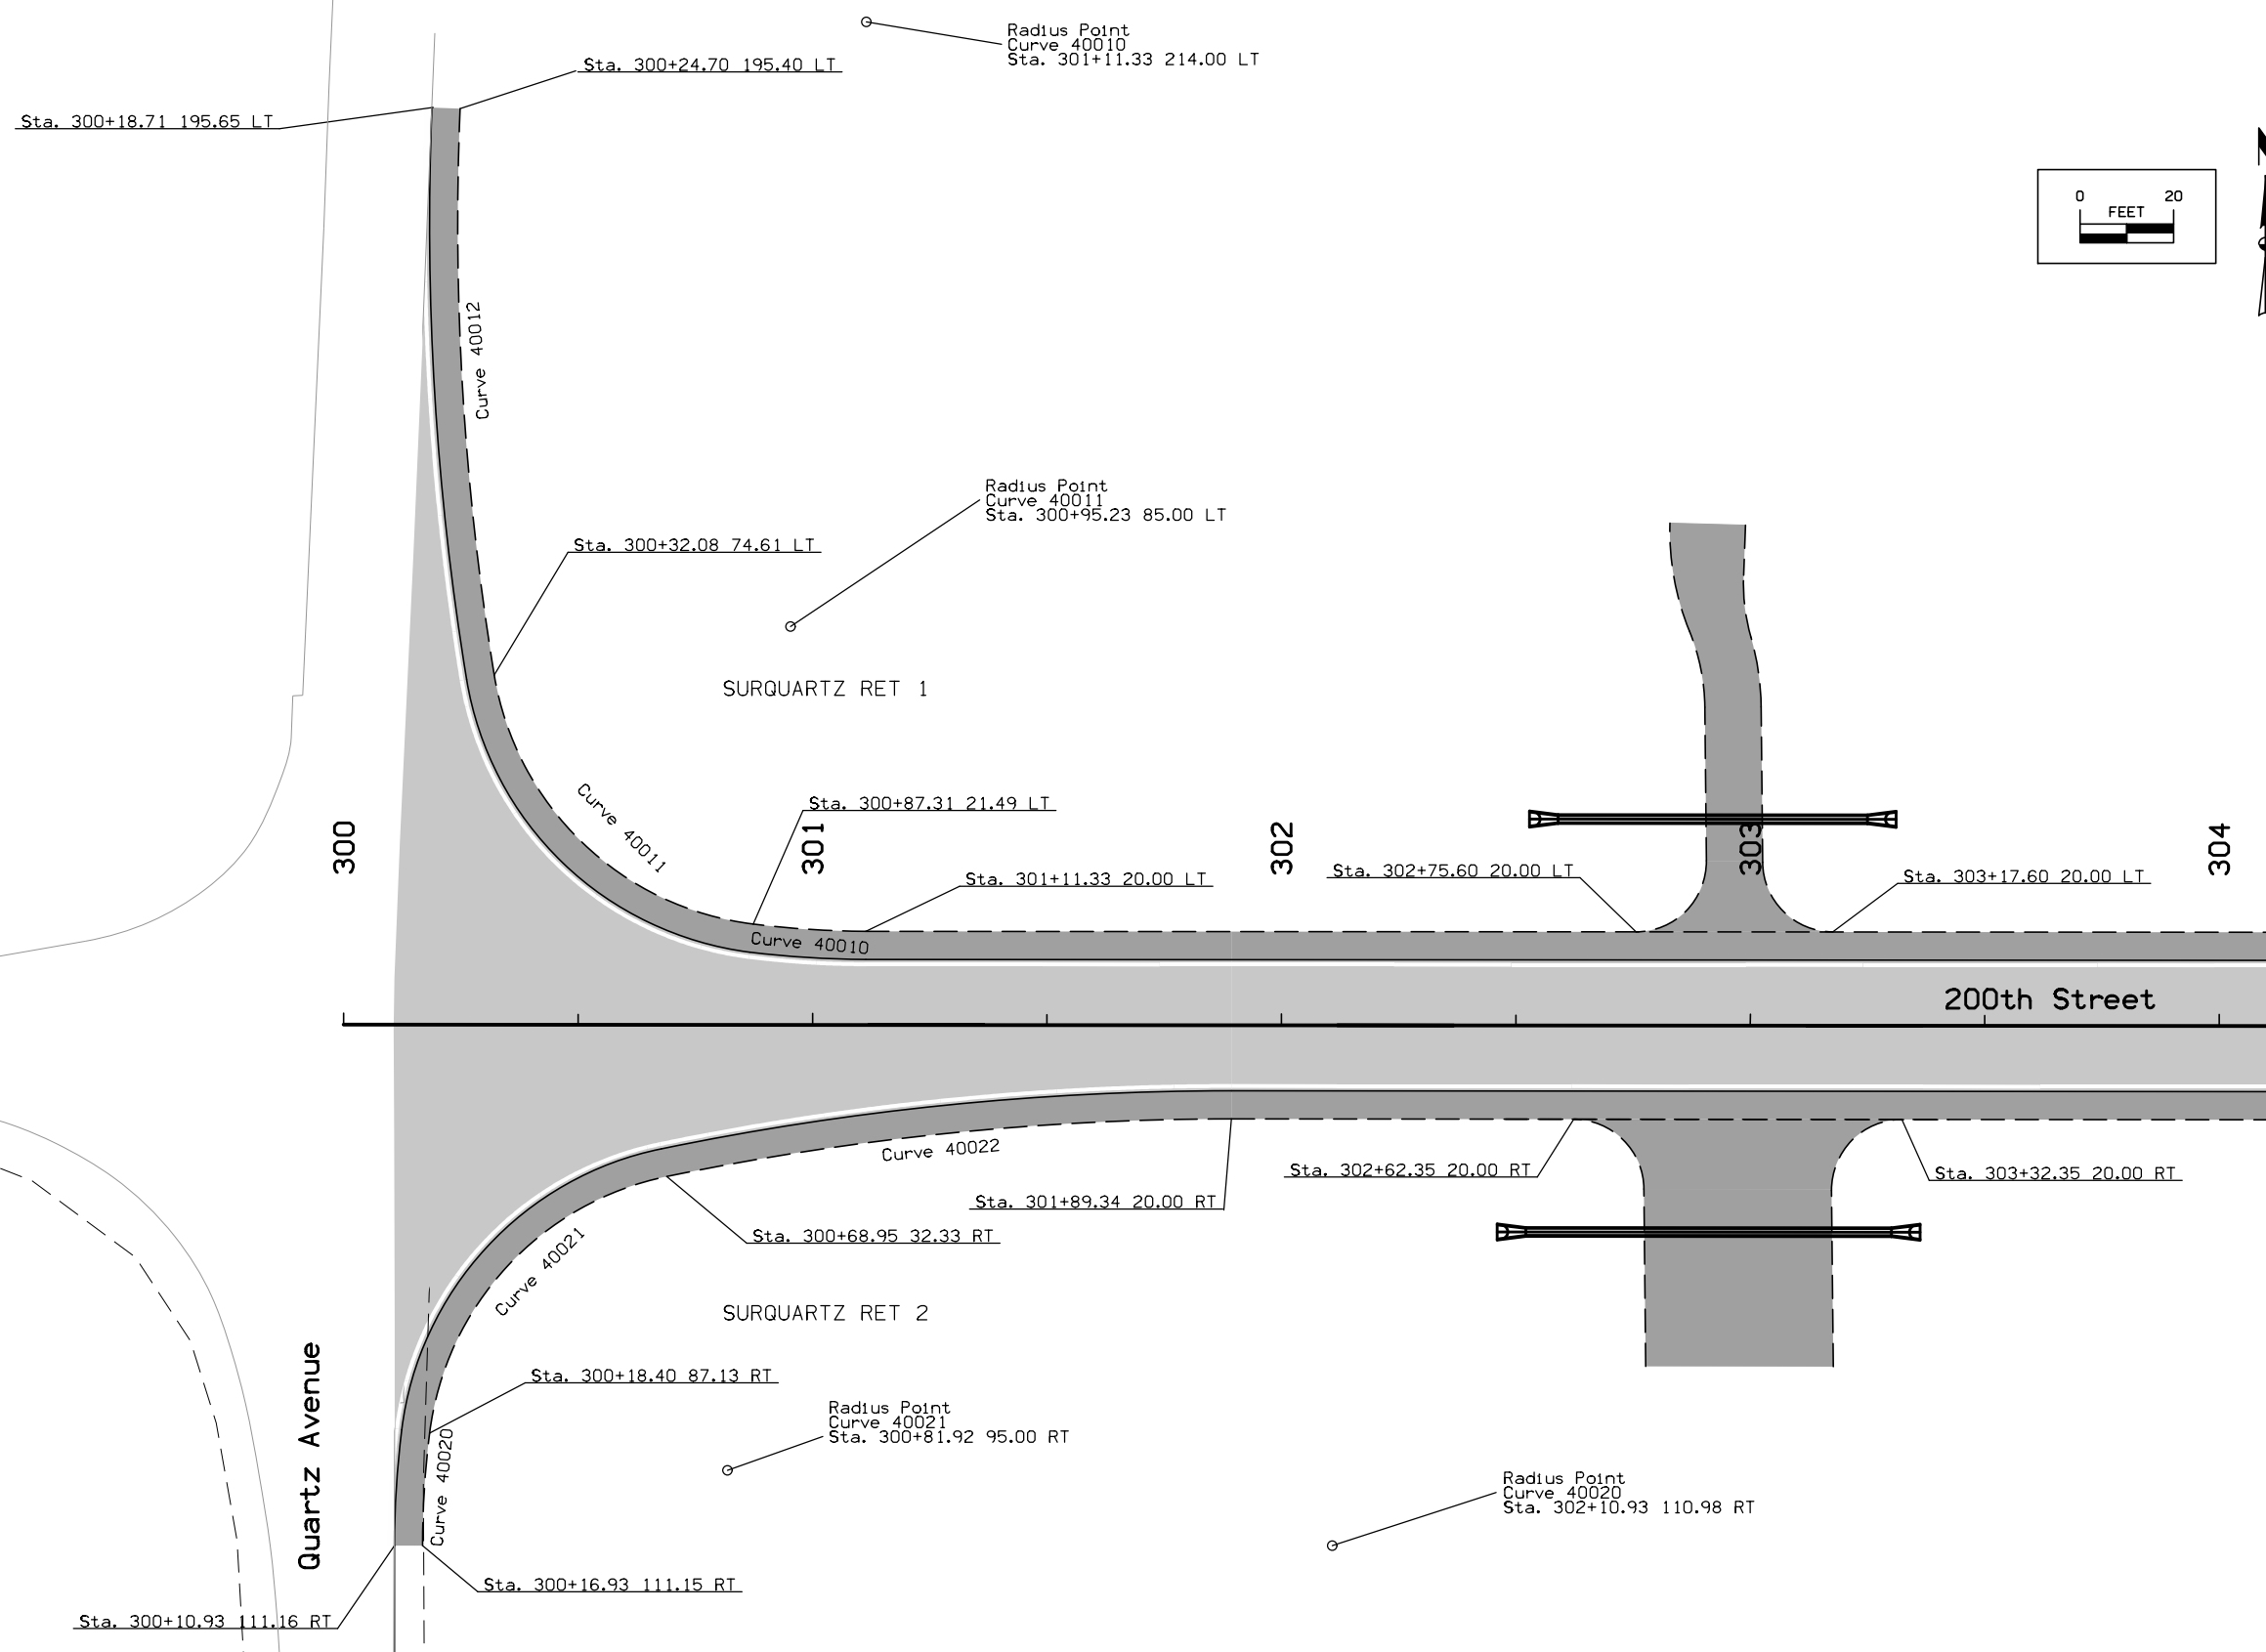 Radius Point
Curve 40010
Sta. 301+11.33 214.00 LT
Sta. 300+24.70 195.40 LT
Sta. 300+18.71 195.65 LT
0 20
FEET
Curve 40012
Radius Point
Curve 40011
Sta. 300+95.23 85.00 LT
Sta. 300+32.08 74.61 LT
SURQUARTZ RET 1
Curve 40011
Sta. 300+87.31 21.49 LT
300
301
302
303
304
Sta. 301+11.33 20.00 LT
Sta. 302+75.60 20.00 LT
Sta. 303+17.60 20.00 LT
Curve 40010
200th Street
Curve 40022
Sta. 302+62.35 20.00 RT
Sta. 303+32.35 20.00 RT
Sta. 301+89.34 20.00 RT
Sta. 300+68.95 32.33 RT
Curve 40021
SURQUARTZ RET 2
Quartz Avenue
Sta. 300+18.40 87.13 RT
Radius Point
Curve 40021
Sta. 300+81.92 95.00 RT
Curve 40020
Radius Point
Curve 40020
Sta. 302+10.93 110.98 RT
Sta. 300+16.93 111.15 RT
Sta. 300+10.93 111.16 RT